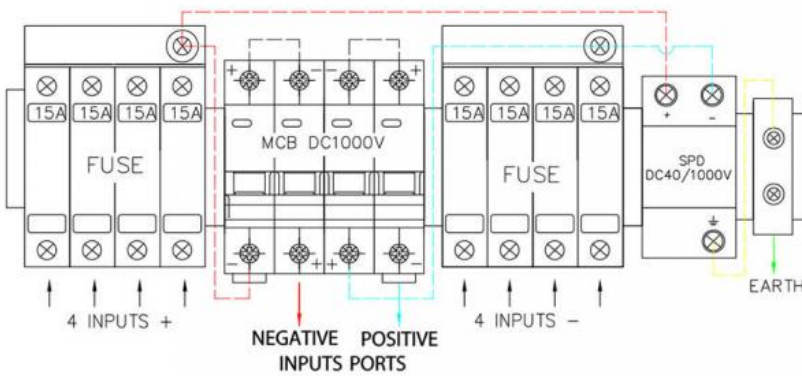 + − − +
15A 15A 15A 15A
15A 15A 15A 15A
+ −
FUSE
MCB DC1000V
FUSE
SPD
DC40/1000V
− + + −
4 INPUTS +
4 INPUTS −
EARTH
NEGATIVE POSITIVE
INPUTS PORTS